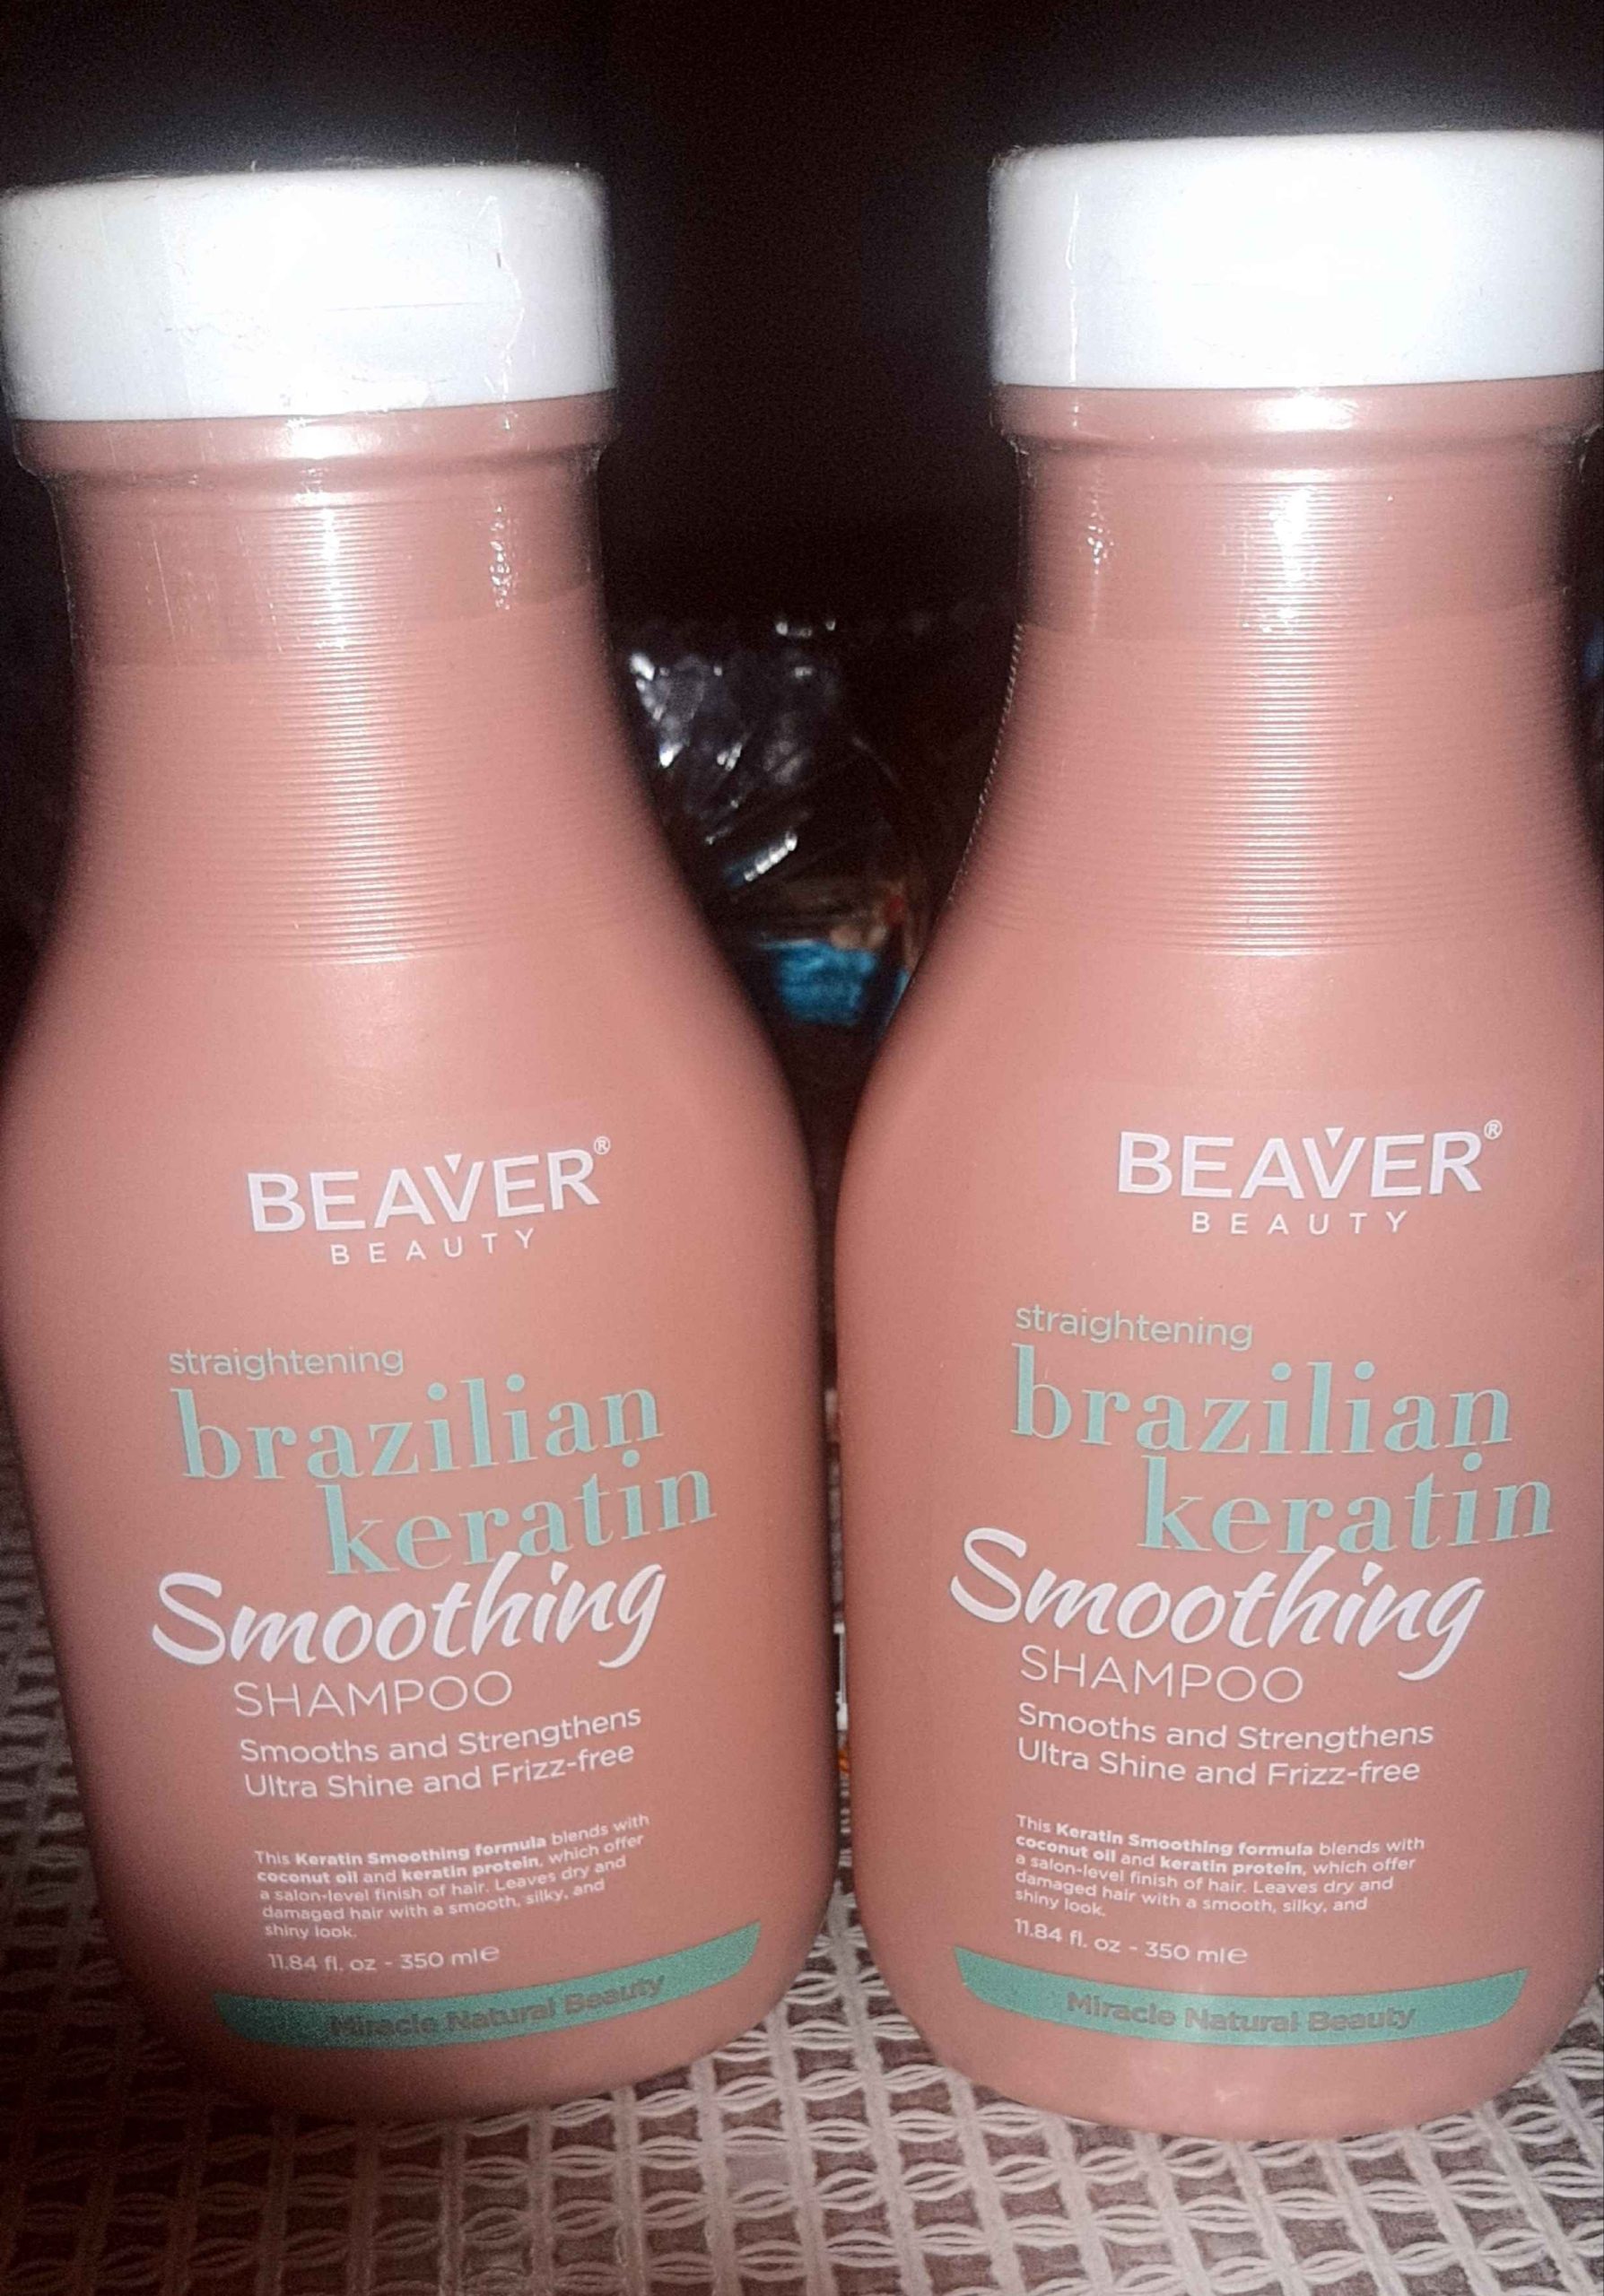 BEAVER®
BEAUTY
straightening
brazilian
keratin
Smoothing
SHAMPOO
Smooths and Strengthens
Ultra Shine and Frizz-free
This Keratin Smoothing formula blends with
coconut oil and keratin protein, which offer
a salon-level finish of hair. Leaves dry and
damaged hair with a smooth, silky, and
shiny look.
11.84 fl. oz - 350 ml℮
Miracle Natural Beauty
BEAVER®
BEAUTY
straightening
brazilian
keratin
Smoothing
SHAMPOO
Smooths and Strengthens
Ultra Shine and Frizz-free
This Keratin Smoothing formula blends with
coconut oil and keratin protein, which offer
a salon-level finish of hair. Leaves dry and
damaged hair with a smooth, silky, and
shiny look.
11.84 fl. oz - 350 ml℮
Miracle Natural Beauty